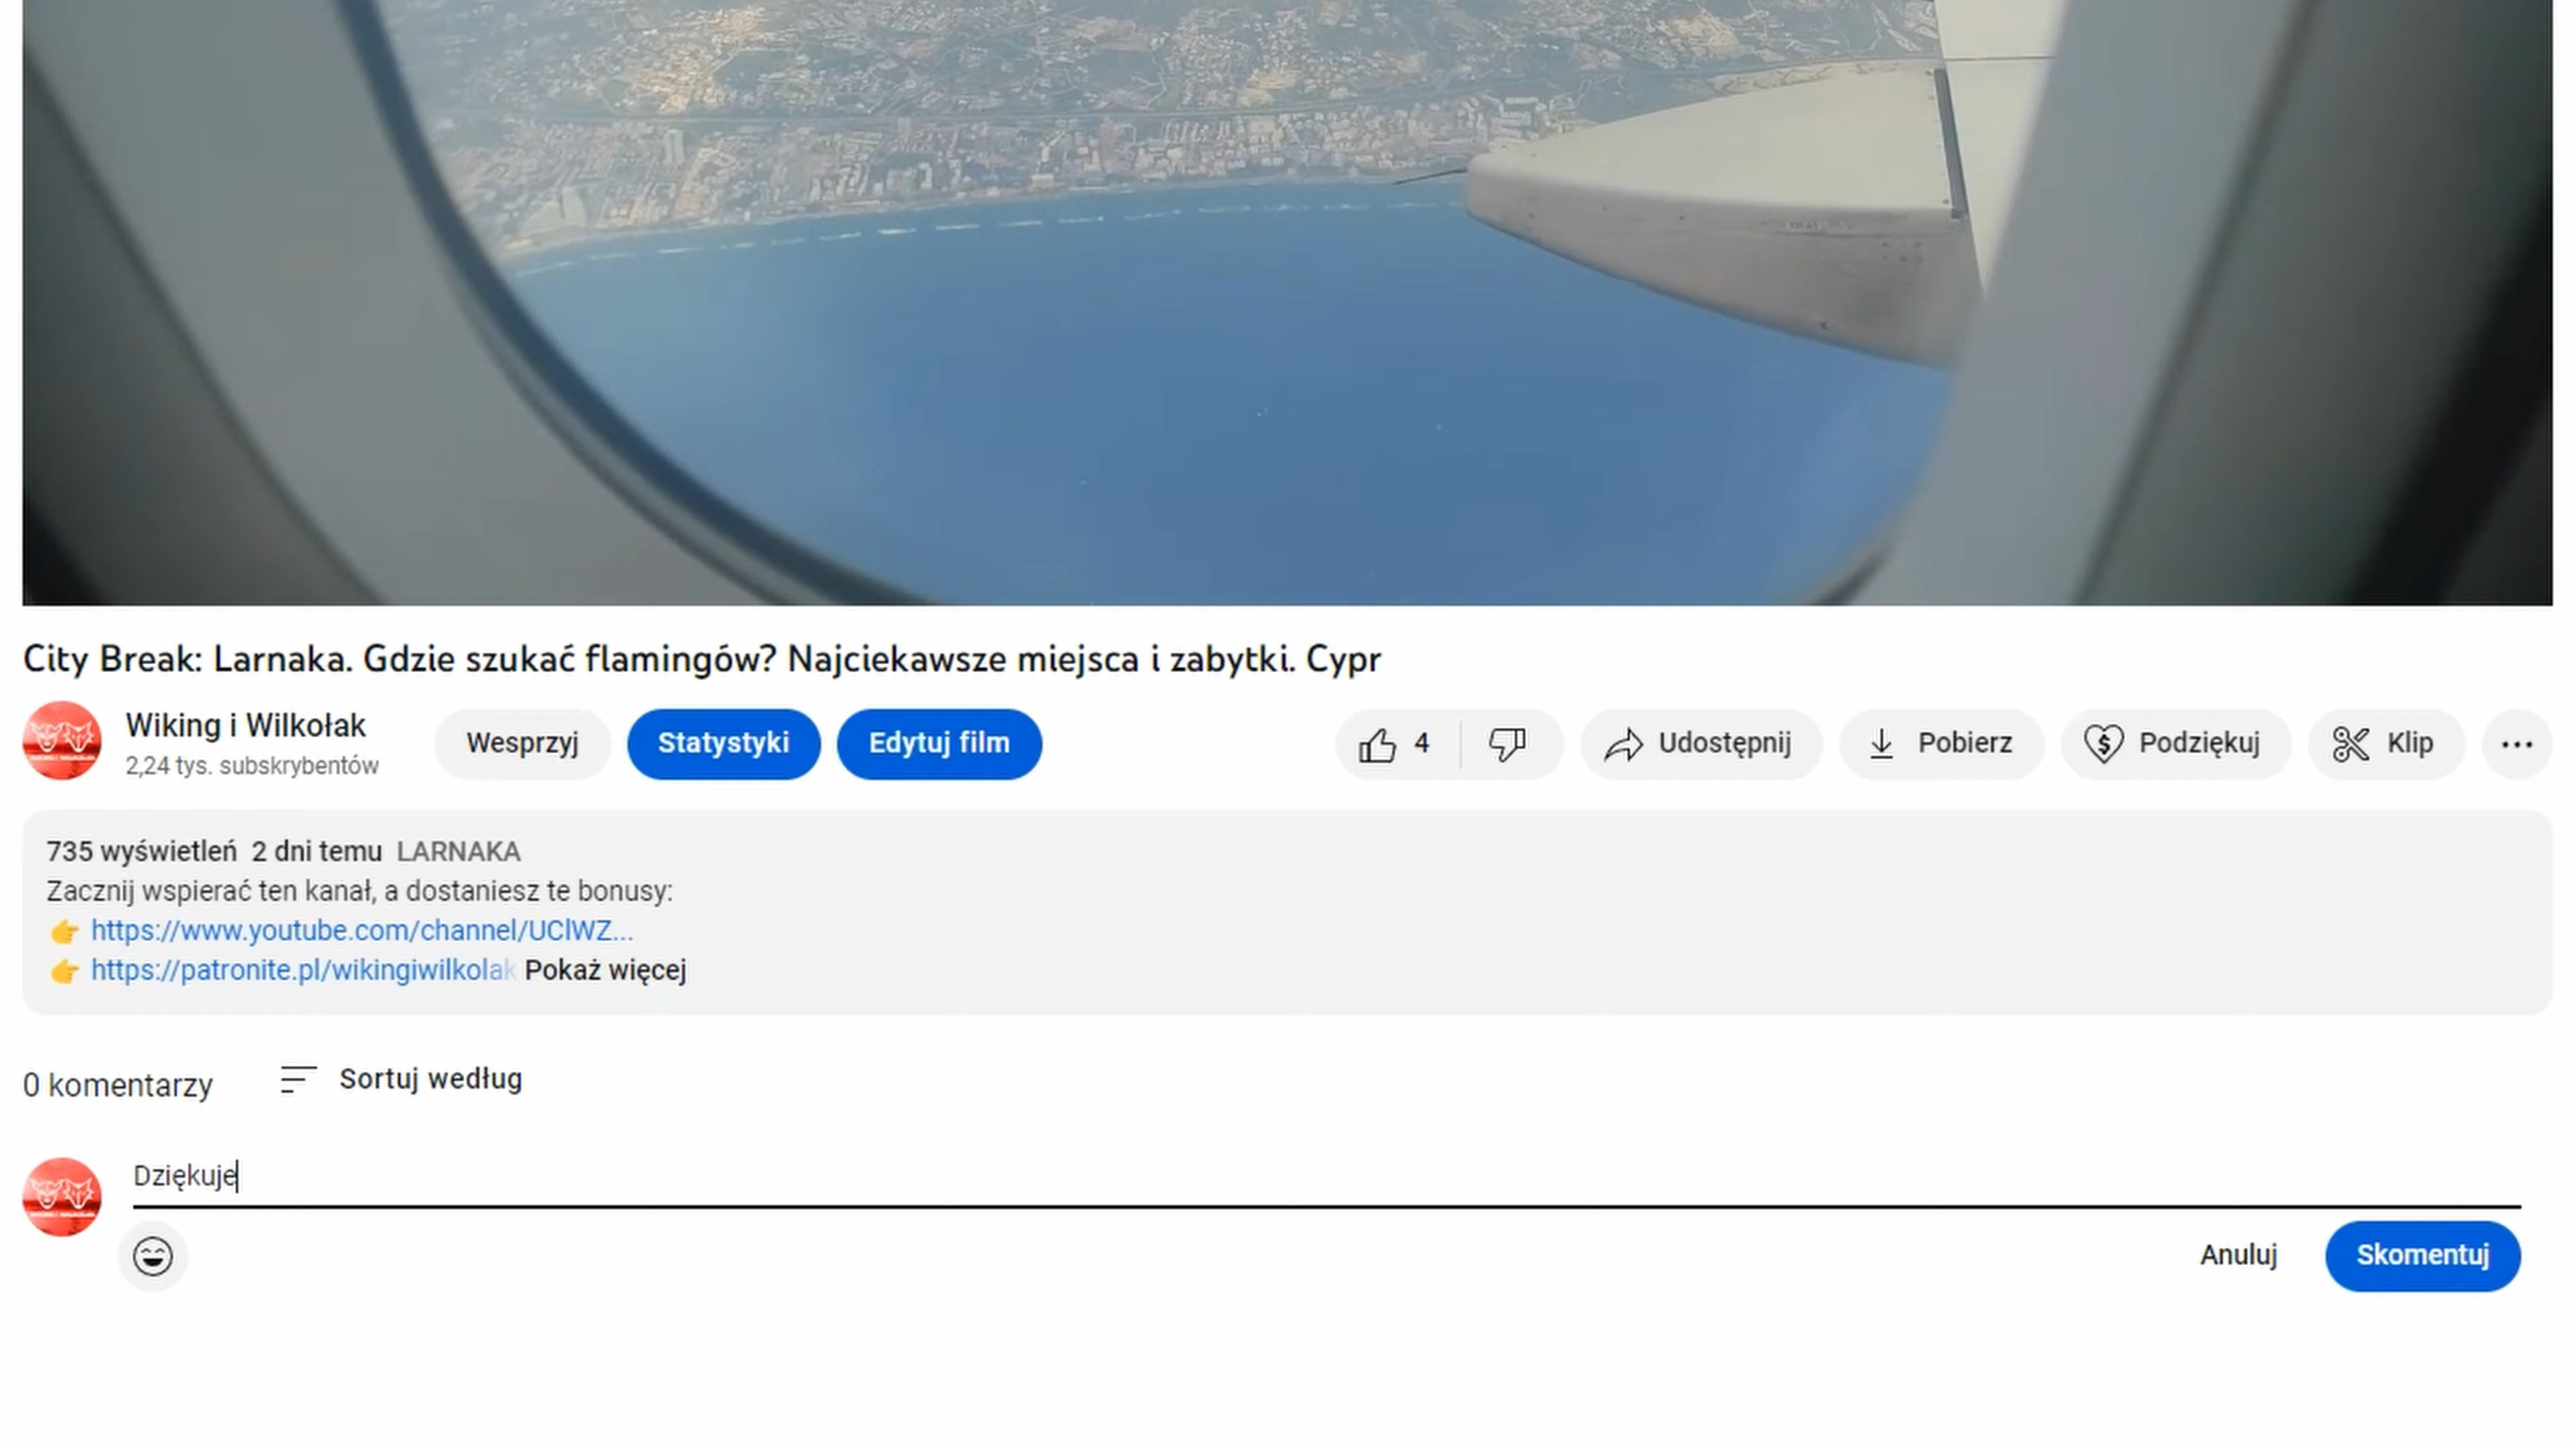 City Break: Larnaka. Gdzie szukać flamingów? Najciekawsze miejsca i zabytki. Cypr
Wiking i Wilkołak
2,24 tys. subskrybentów
Wesprzyj
Statystyki
Edytuj film
4
Udostępnij
Pobierz
Podziękuj
Klip
735 wyświetleń 2 dni temu LARNAKA
Zacznij wspierać ten kanał, a dostaniesz te bonusy:
👉 https://www.youtube.com/channel/UClWZ...
👉 https://patronite.pl/wikingiwilkolak Pokaż więcej
0 komentarzy
Sortuj według
Dziękuje
Anuluj
Skomentuj